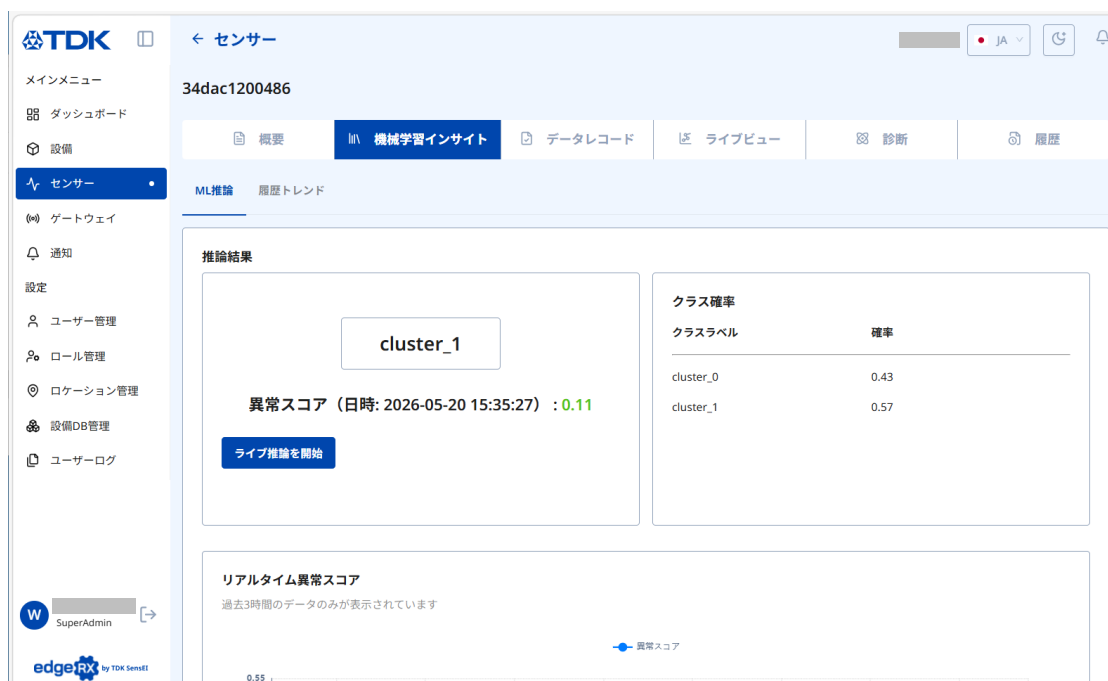 TDK
← センサー
JA
メインメニュー
34dac1200486
ダッシュボード
概要
機械学習インサイト
データレコード
ライブビュー
診断
履歴
設備
センサー
ML推論
履歴トレンド
ゲートウェイ
通知
推論結果
設定
クラス確率
ユーザー管理
cluster_1
クラスラベル
確率
ロール管理
cluster_0
0.43
ロケーション管理
異常スコア（日時: 2026-05-20 15:35:27）: 0.11
cluster_1
0.57
設備DB管理
ライブ推論を開始
ユーザーログ
リアルタイム異常スコア
過去3時間のデータのみが表示されています
W
SuperAdmin
異常スコア
edgeRX by TDK SensEI
0.55